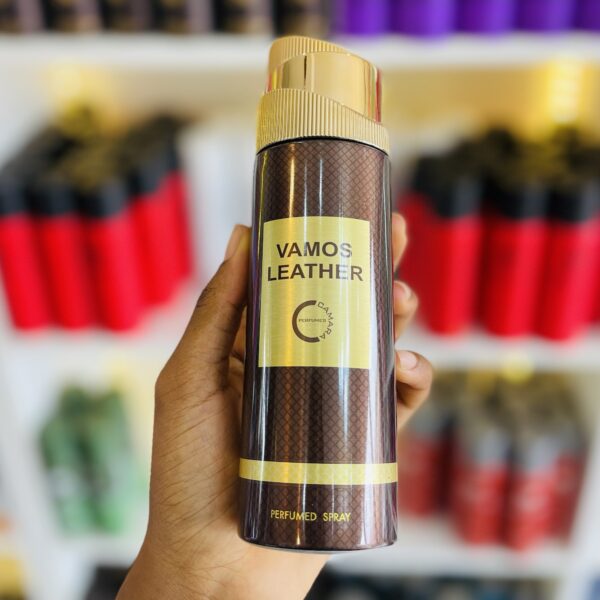 VAMOS
LEATHER
CAMARA
PERFUMES
PERFUMED SPRAY